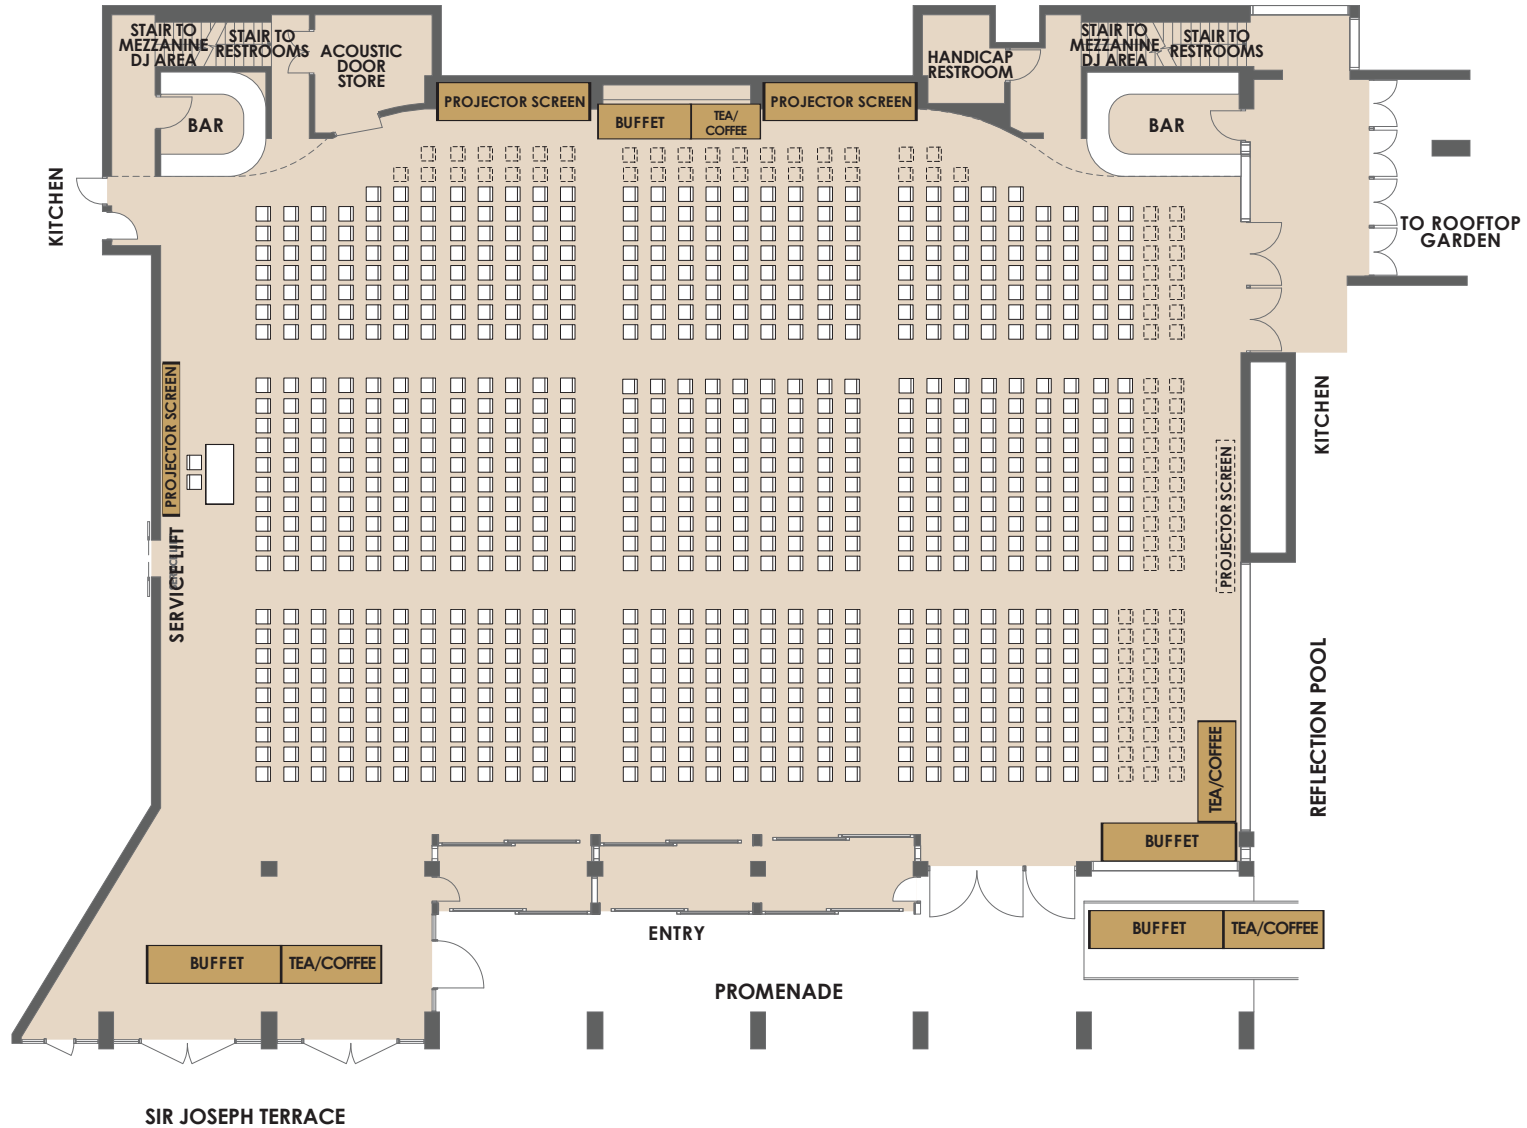 STAIR TO
MEZZANINE
DJ AREA
STAIR TO
RESTROOMS
ACOUSTIC
DOOR
STORE
HANDICAP
RESTROOM
STAIR TO
MEZZANINE
DJ AREA
STAIR TO
RESTROOMS
PROJECTOR SCREEN
BUFFET
TEA/
COFFEE
PROJECTOR SCREEN
BAR
BAR
KITCHEN
TO ROOFTOP
GARDEN
PROJECTOR SCREEN
KITCHEN
PROJECTOR SCREEN
SERVICE LIFT
REFLECTION POOL
TEA/COFFEE
BUFFET
BUFFET
TEA/COFFEE
ENTRY
BUFFET
TEA/COFFEE
PROMENADE
SIR JOSEPH TERRACE